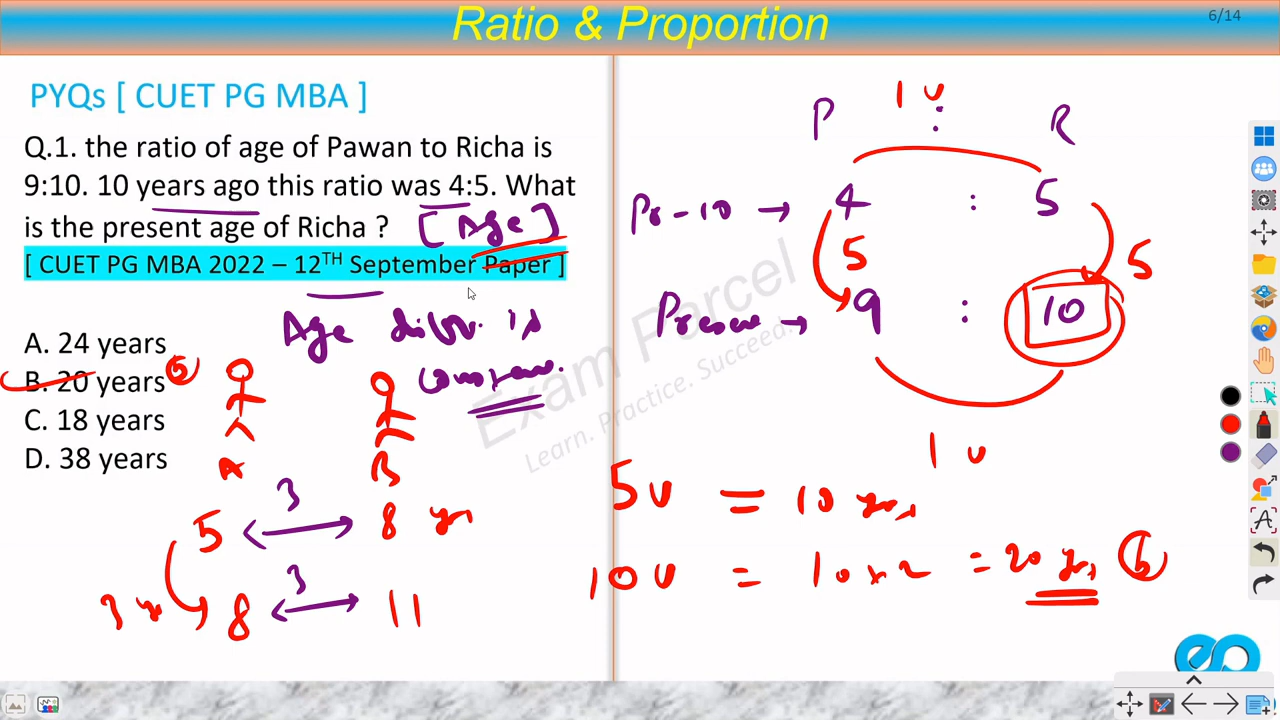 Ratio & Proportion
6/14
PYQs [ CUET PG MBA ]
Q.1. the ratio of age of Pawan to Richa is
9:10. 10 years ago this ratio was 4:5. What
is the present age of Richa ? [ Age ]
[ CUET PG MBA 2022 – 12TH September Paper ]
Age diff. is
A. 24 years
B. 20 years b
C. 18 years
D. 38 years
A B
3
5 8 yrs
3
3 yr 8 11
1 u
P : R
Pr-10 → 4 : 5
5 5
Present → 9 : 10
1 u
5u = 10 yrs
10u = 10 x 2 = 20 yrs b
Exam Parcel
Learn. Practice. Succeed.